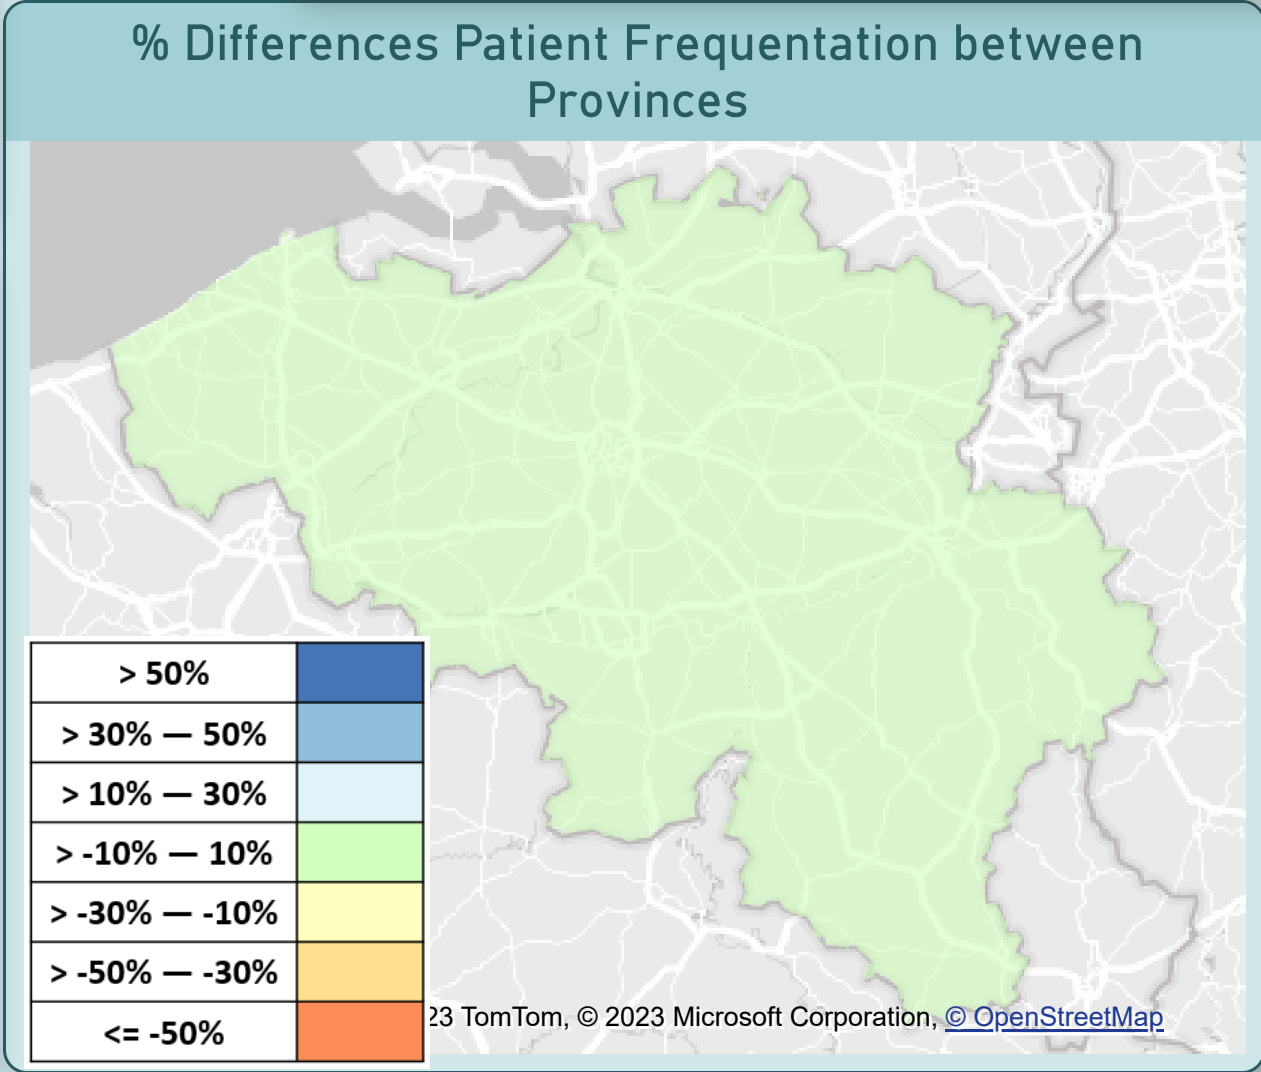 % Differences Patient Frequentation between
Provinces
> 50%
> 30% — 50%
> 10% — 30%
> -10% — 10%
> -30% — -10%
> -50% — -30%
<= -50%
23 TomTom, © 2023 Microsoft Corporation, © OpenStreetMap